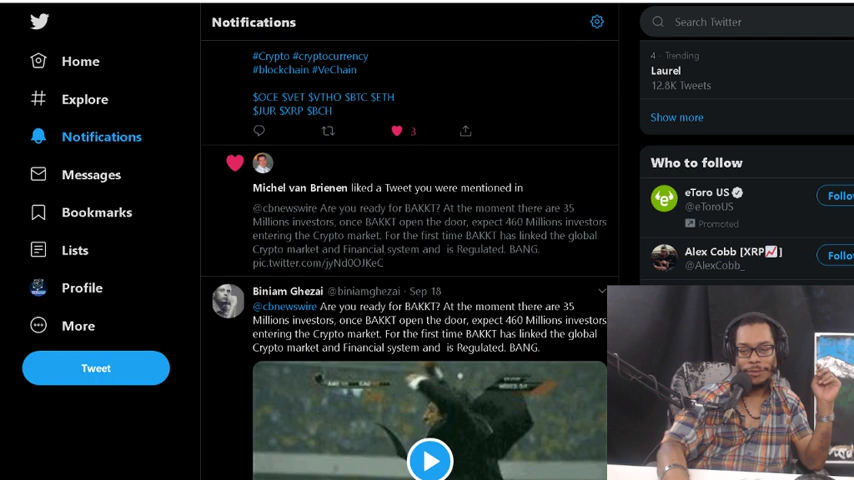 Notifications
Search Twitter
Home
Explore
Notifications
Messages
Bookmarks
Lists
Profile
More
Tweet
#Crypto #cryptocurrency
#blockchain #VeChain
$OCE $VET $VTHO $BTC $ETH
$JUR $XRP $BCH
3
Michel van Brienen liked a Tweet you were mentioned in
@cbnewswire Are you ready for BAKKT? At the moment there are 35
Millions investors, once BAKKT open the door, expect 460 Millions investors
entering the Crypto market. For the first time BAKKT has linked the global
Crypto market and Financial system and  is Regulated. BANG.
pic.twitter.com/jyNd0OJKeC
Biniam Ghezai @biniamghezai · Sep 18
@cbnewswire Are you ready for BAKKT? At the moment there are 35
Millions investors, once BAKKT open the door, expect 460 Millions investors
entering the Crypto market. For the first time BAKKT has linked the global
Crypto market and Financial system and  is Regulated. BANG.
4 · Trending
Laurel
12.8K Tweets
Show more
Who to follow
eToro US
@eToroUS
Promoted
Follo
Alex Cobb [XRP📈]
@AlexCobb_
Follo